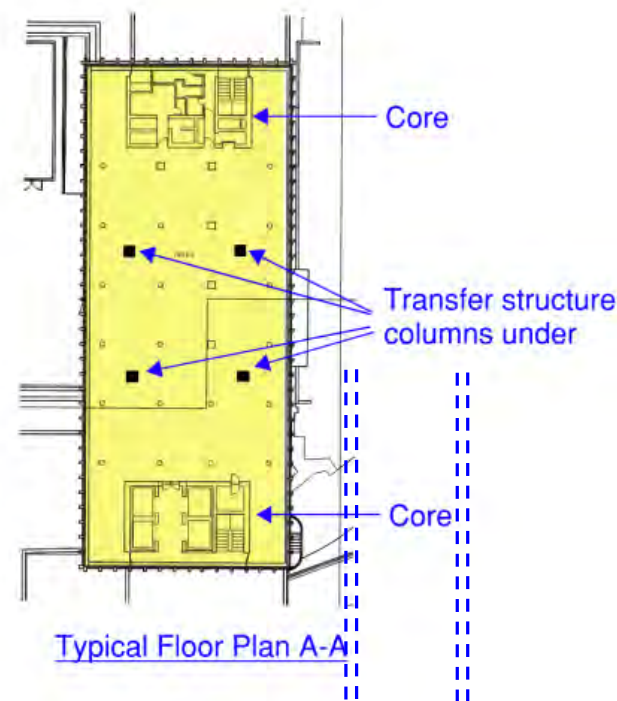 Core
Transfer structure
columns under
Core
Typical Floor Plan A-A